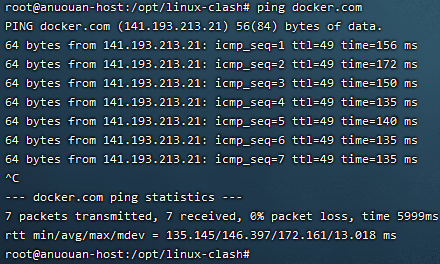 root@anuouan-host:/opt/linux-clash# ping docker.com
PING docker.com (141.193.213.21) 56(84) bytes of data.
64 bytes from 141.193.213.21: icmp_seq=1 ttl=49 time=156 ms
64 bytes from 141.193.213.21: icmp_seq=2 ttl=49 time=172 ms
64 bytes from 141.193.213.21: icmp_seq=3 ttl=49 time=150 ms
64 bytes from 141.193.213.21: icmp_seq=4 ttl=49 time=135 ms
64 bytes from 141.193.213.21: icmp_seq=5 ttl=49 time=140 ms
64 bytes from 141.193.213.21: icmp_seq=6 ttl=49 time=135 ms
64 bytes from 141.193.213.21: icmp_seq=7 ttl=49 time=135 ms
^C
--- docker.com ping statistics ---
7 packets transmitted, 7 received, 0% packet loss, time 5999ms
rtt min/avg/max/mdev = 135.145/146.397/172.161/13.018 ms
root@anuouan-host:/opt/linux-clash#